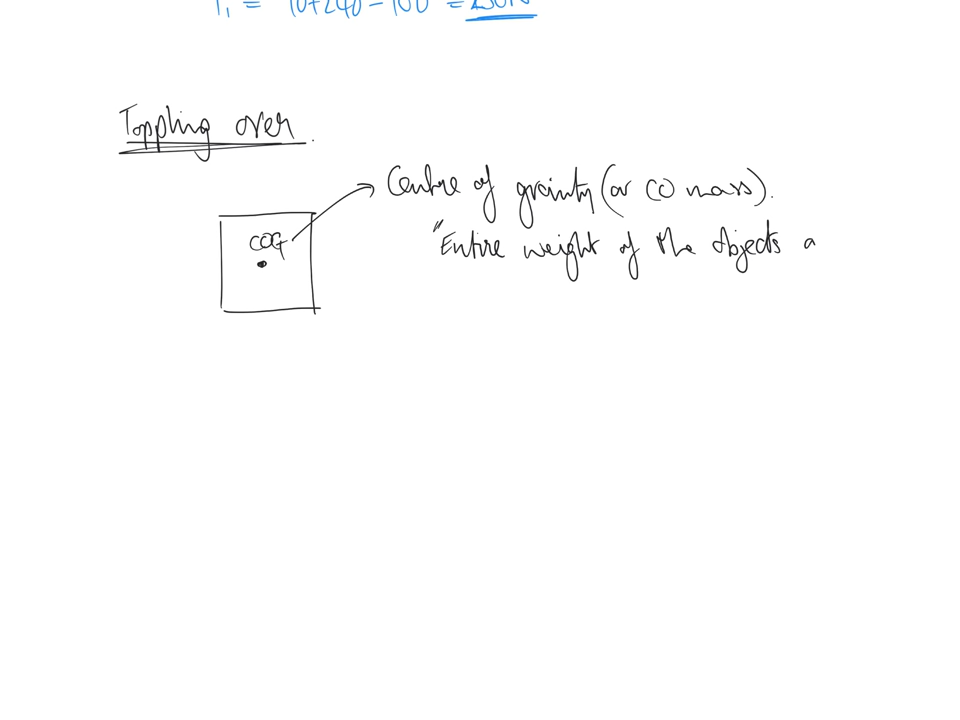 Toppling over.
Centre of gravity (or CO mass).
COG
"Entire weight of the objects a